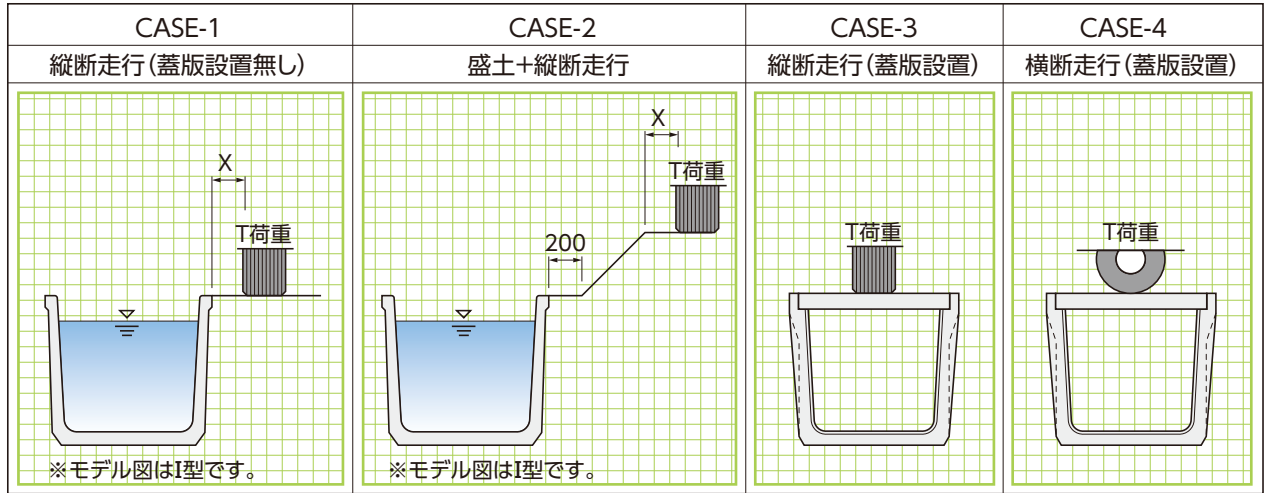 CASE-1
CASE-2
CASE-3
CASE-4
縦断走行(蓋版設置無し)
盛土+縦断走行
縦断走行(蓋版設置)
横断走行(蓋版設置)
X
T荷重
※モデル図はI型です。
X
T荷重
200
※モデル図はI型です。
T荷重
T荷重